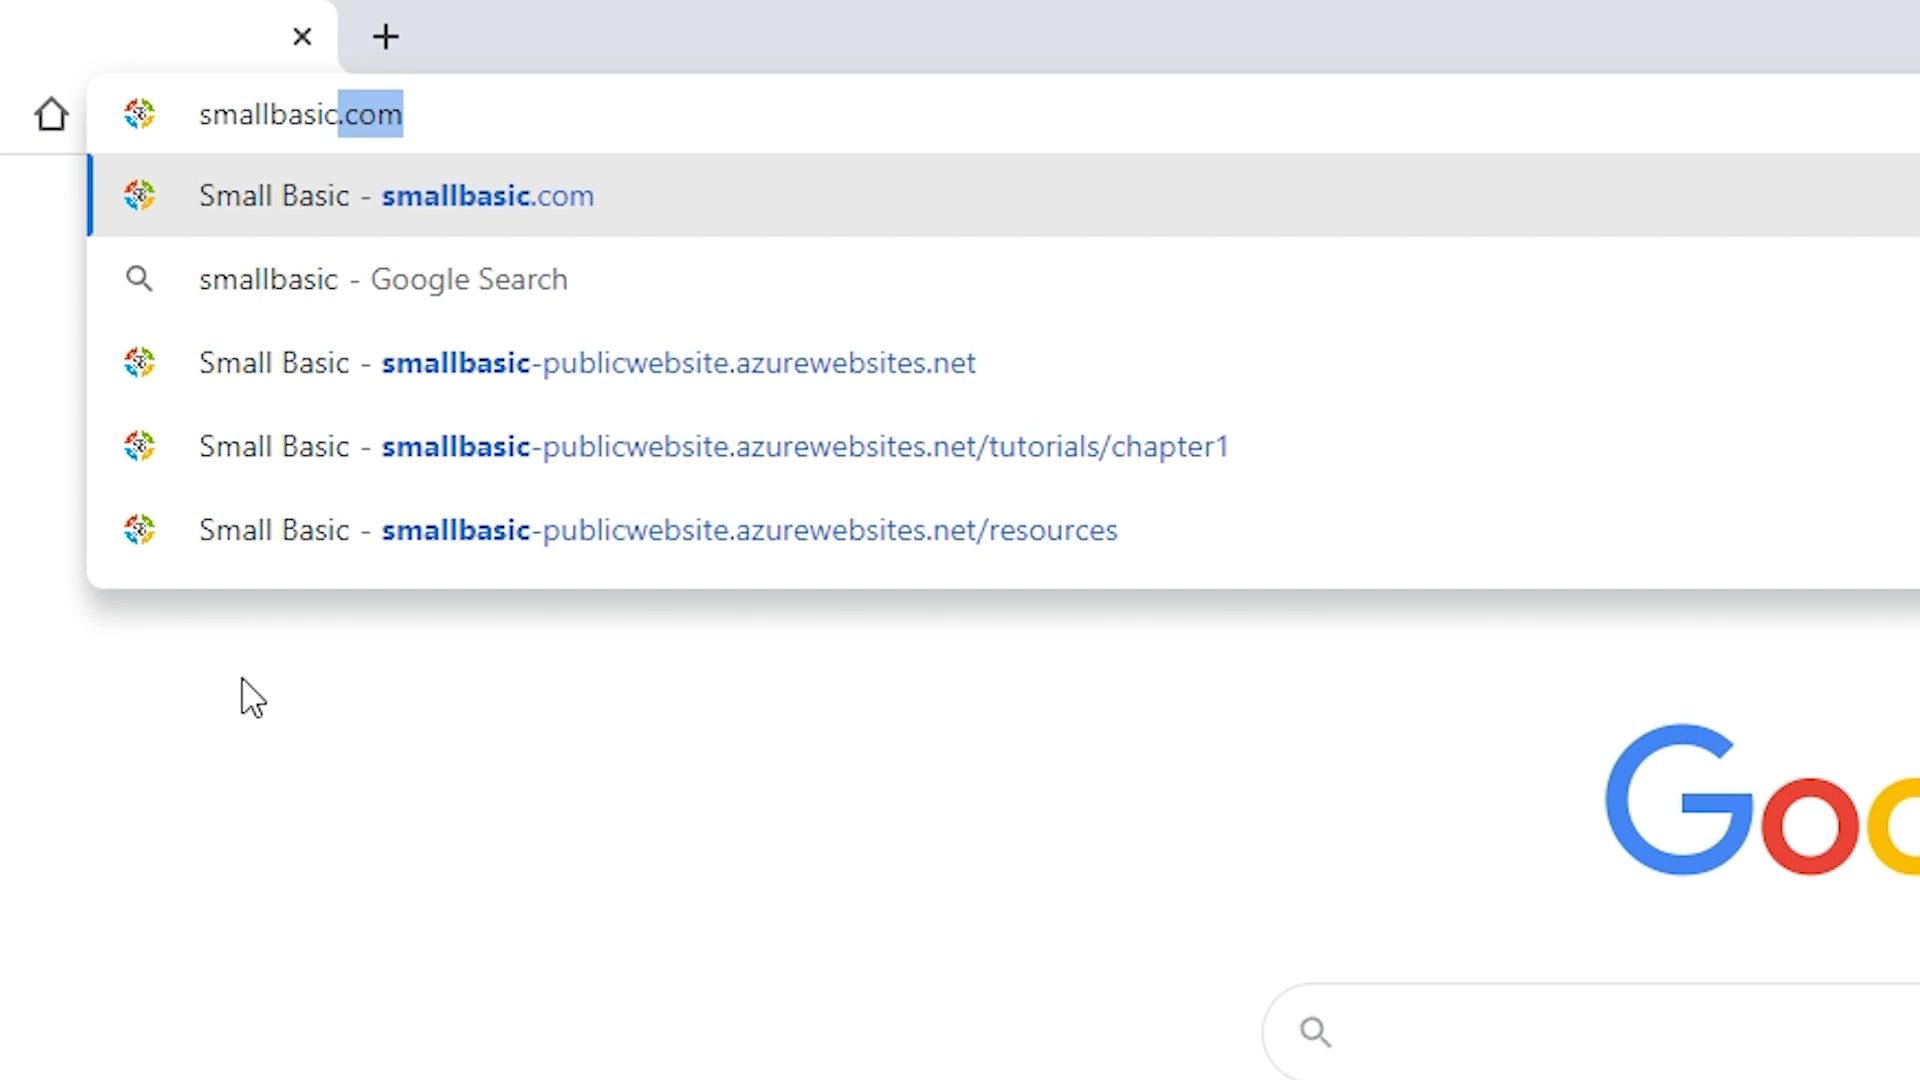 smallbasic.com
Small Basic - smallbasic.com
smallbasic - Google Search
Small Basic - smallbasic-publicwebsite.azurewebsites.net
Small Basic - smallbasic-publicwebsite.azurewebsites.net/tutorials/chapter1
Small Basic - smallbasic-publicwebsite.azurewebsites.net/resources
Goo